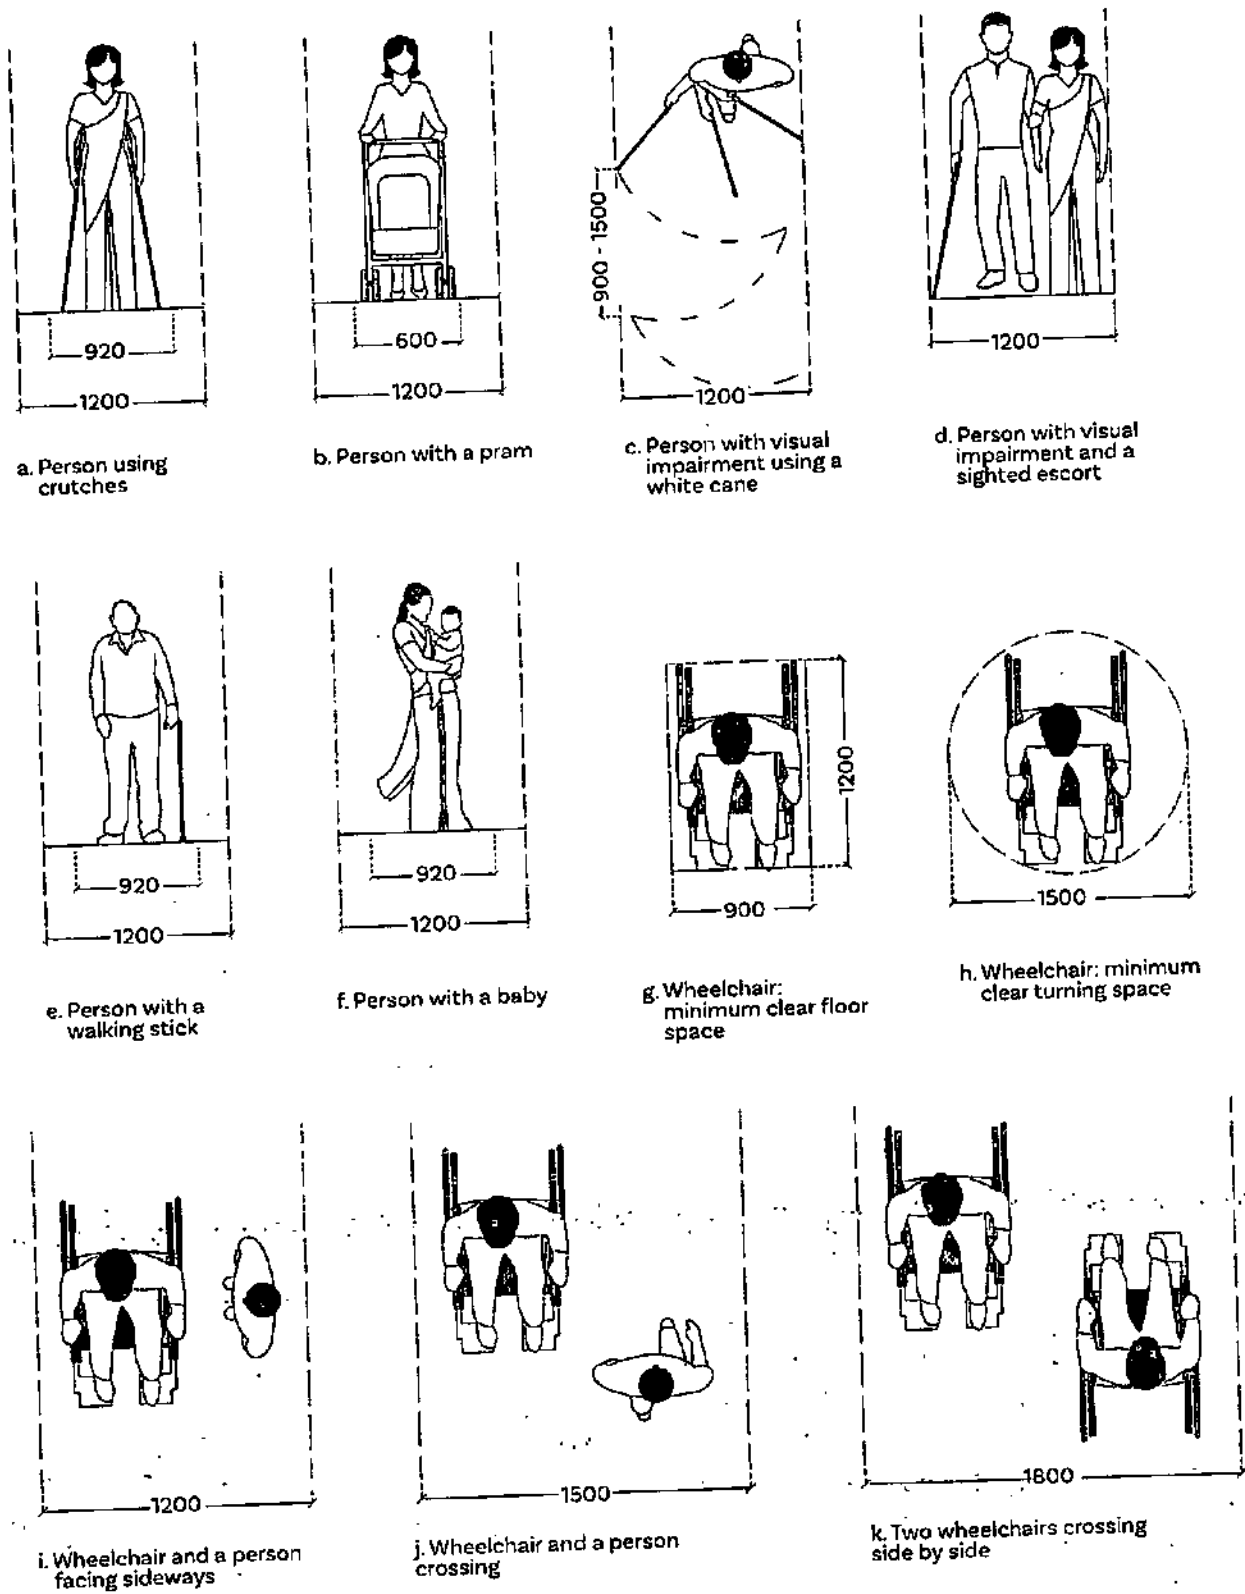 920
1200
a. Person using
crutches
600
1200
b. Person with a pram
900 - 1500
1200
c. Person with visual
impairment using a
white cane
1200
d. Person with visual
impairment and a
sighted escort
920
1200
e. Person with a
walking stick
920
1200
f. Person with a baby
1200
900
g. Wheelchair:
minimum clear floor
space
1500
h. Wheelchair: minimum
clear turning space
1200
i. Wheelchair and a person
facing sideways
1500
j. Wheelchair and a person
crossing
1800
k. Two wheelchairs crossing
side by side